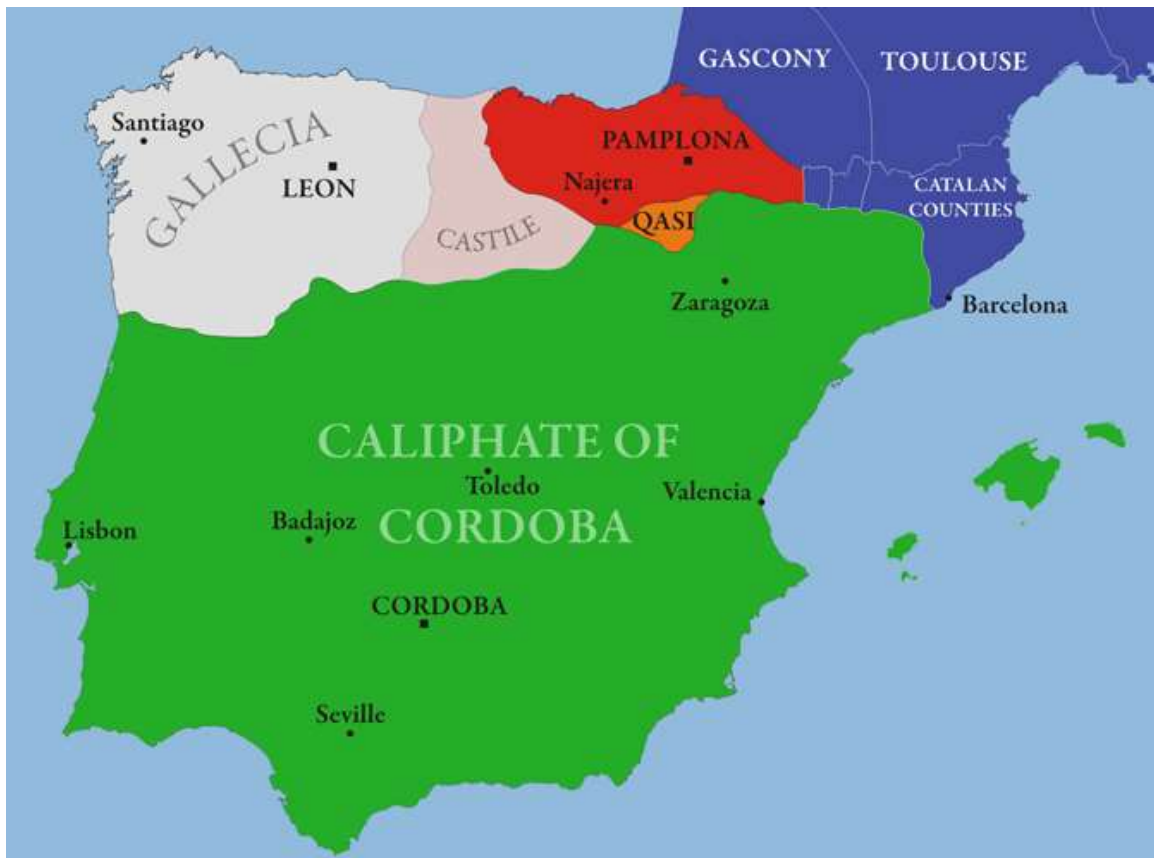 GASCONY
TOULOUSE
Santiago
GALLECIA
LEON
PAMPLONA
Najera
CATALAN
COUNTIES
QASI
CASTILE
Zaragoza
Barcelona
CALIPHATE OF
Toledo
Valencia
Badajoz
CORDOBA
Lisbon
CORDOBA
Seville